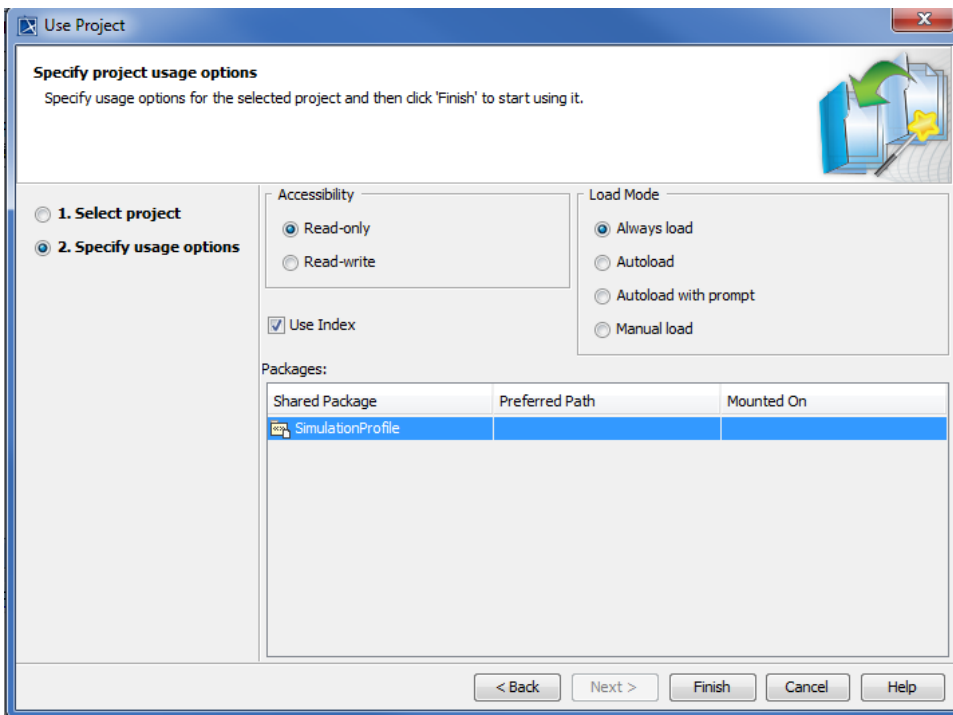 Use Project
Specify project usage options
Specify usage options for the selected project and then click 'Finish' to start using it.
1. Select project
2. Specify usage options
Accessibility
Read-only
Read-write
Load Mode
Always load
Autoload
Autoload with prompt
Manual load
Use Index
Packages:
Shared Package Preferred Path Mounted On
SimulationProfile
< Back Next > Finish Cancel Help